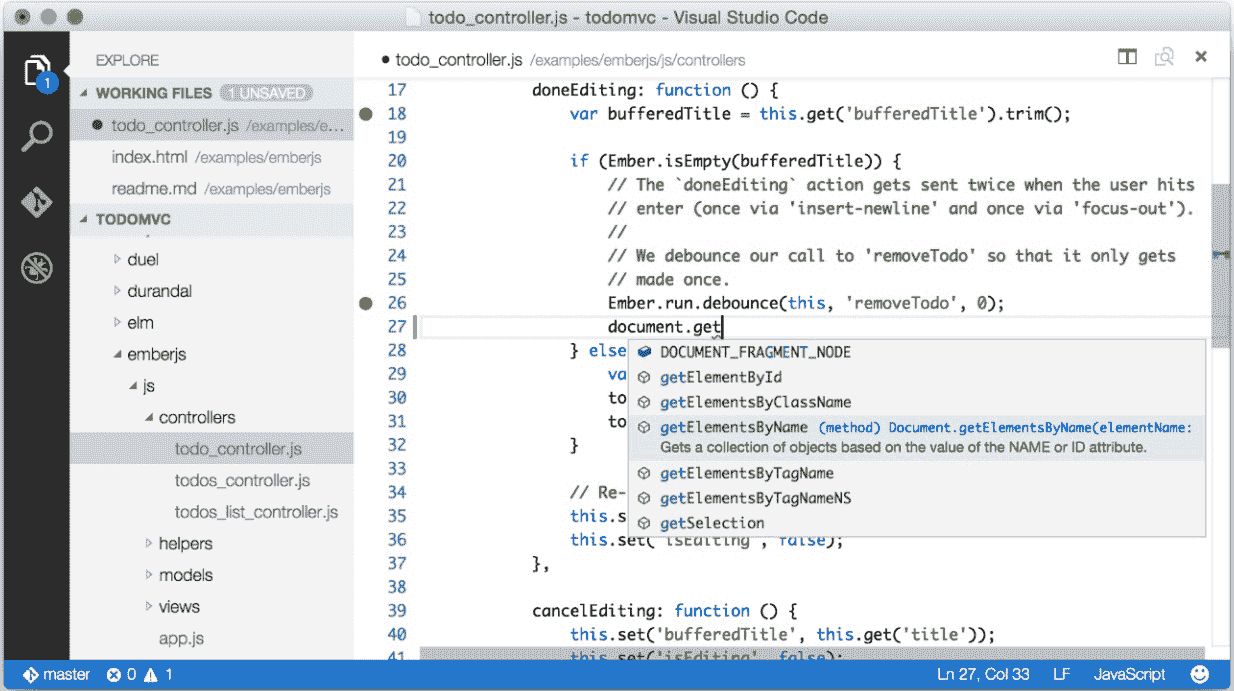 todo_controller.js - todomvc - Visual Studio Code
1
EXPLORE
WORKING FILES 1 UNSAVED
todo_controller.js /examples/e...
index.html /examples/emberjs
readme.md /examples/emberjs
TODOMVC
duel
durandal
elm
emberjs
js
controllers
todo_controller.js
todos_controller.js
todos_list_controller.js
helpers
models
views
app.js
todo_controller.js /examples/emberjs/js/controllers
17 doneEditing: function () {
18 var bufferedTitle = this.get('bufferedTitle').trim();
19
20 if (Ember.isEmpty(bufferedTitle)) {
21 // The `doneEditing` action gets sent twice when the user hits
22 // enter (once via 'insert-newline' and once via 'focus-out').
23 //
24 // We debounce our call to 'removeTodo' so that it only gets
25 // made once.
26 Ember.run.debounce(this, 'removeTodo', 0);
27 document.get
28 } else
29 va
30 to
31 to
32 }
33
34 // Re-
35 this.s
36 this.set('isEditing', false);
37 },
38
39 cancelEditing: function () {
40 this.set('bufferedTitle', this.get('title'));
41 this.set('isEditing', false);
DOCUMENT_FRAGMENT_NODE
getElementById
getElementsByClassName
getElementsByName (method) Document.getElementsByName(elementName:
Gets a collection of objects based on the value of the NAME or ID attribute.
getElementsByTagName
getElementsByTagNameNS
getSelection
master 0 1 Ln 27, Col 33 LF JavaScript